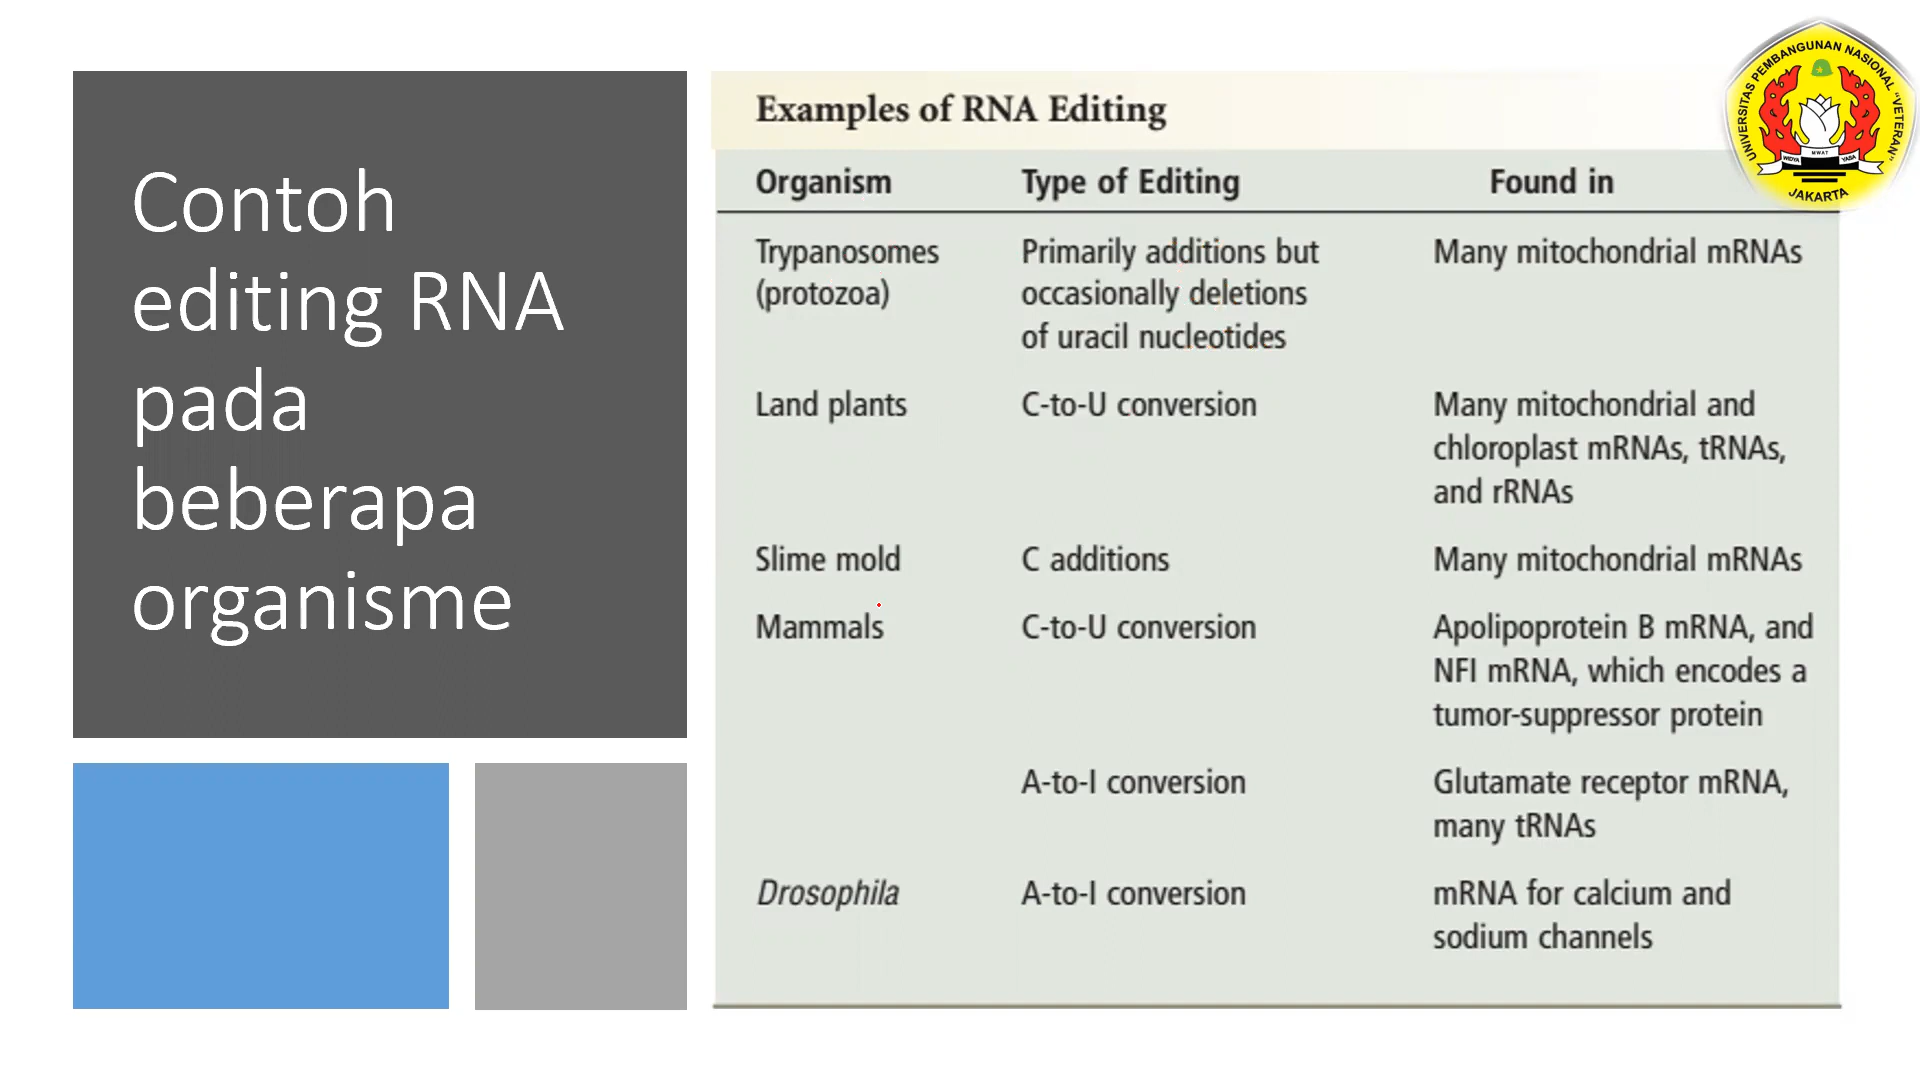 Contoh
editing RNA
pada
beberapa
organisme
Examples of RNA Editing
Organism Type of Editing Found in
Trypanosomes Primarily additions but Many mitochondrial mRNAs
(protozoa) occasionally deletions
of uracil nucleotides
Land plants C-to-U conversion Many mitochondrial and
chloroplast mRNAs, tRNAs,
and rRNAs
Slime mold C additions Many mitochondrial mRNAs
Mammals C-to-U conversion Apolipoprotein B mRNA, and
NFI mRNA, which encodes a
tumor-suppressor protein
A-to-I conversion Glutamate receptor mRNA,
many tRNAs
Drosophila A-to-I conversion mRNA for calcium and
sodium channels
UNIVERSITAS PEMBANGUNAN NASIONAL "VETERAN"
WIDYA MWAT YASA
JAKARTA